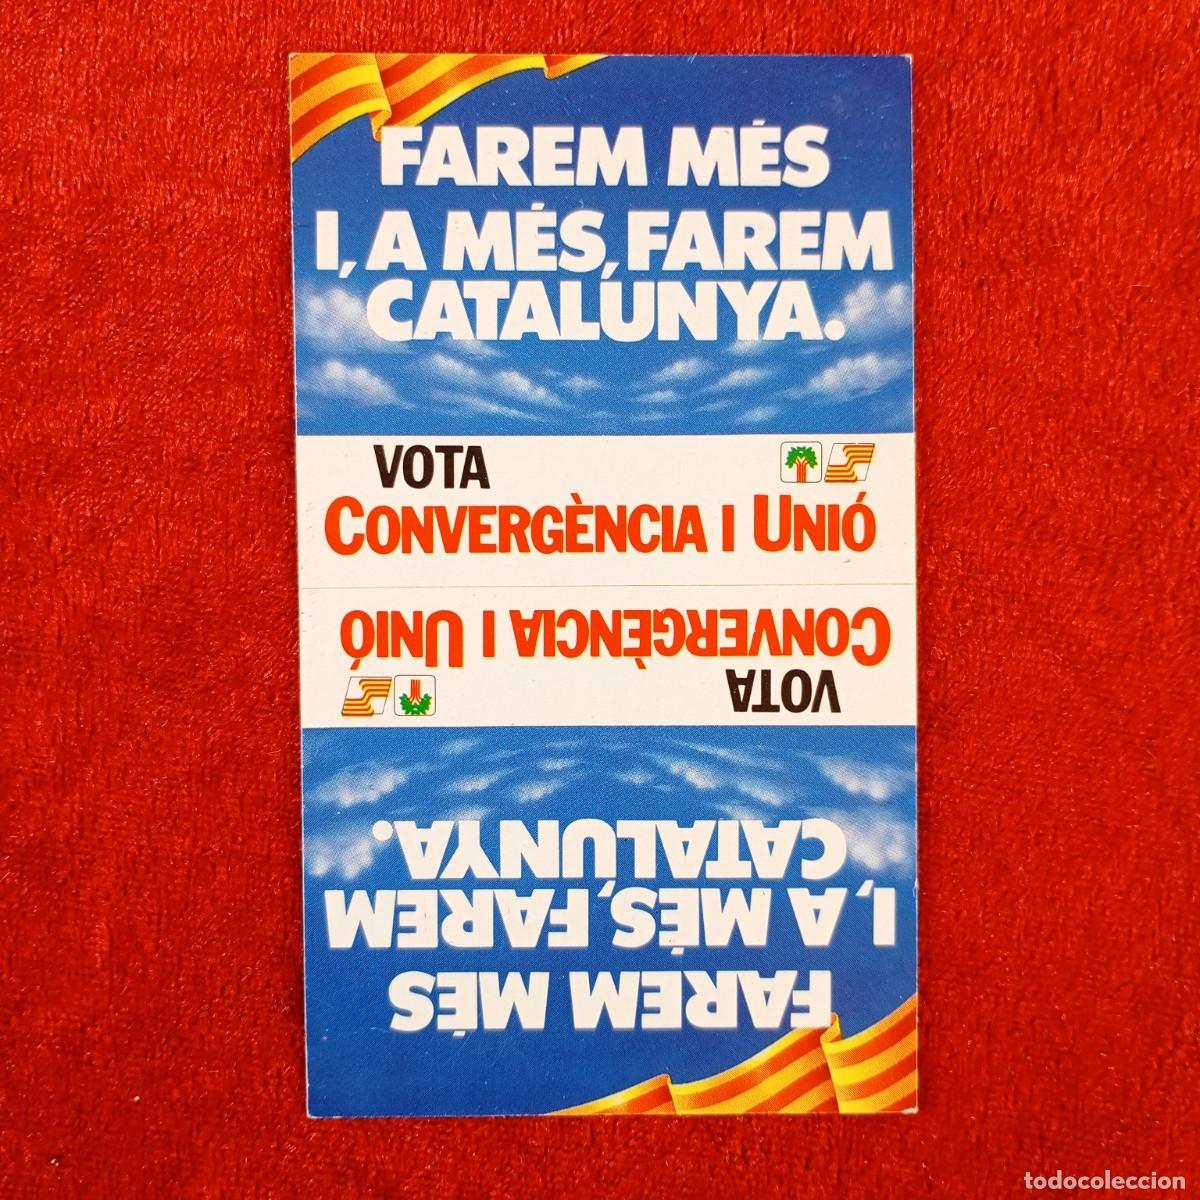 FAREM MÉS
I, A MÉS, FAREM
CATALUNYA.
VOTA
CONVERGÈNCIA I UNIÓ
CONVERGÈNCIA I UNIÓ
VOTA
FAREM MÉS
I, A MÉS, FAREM
CATALUNYA.
todocoleccion